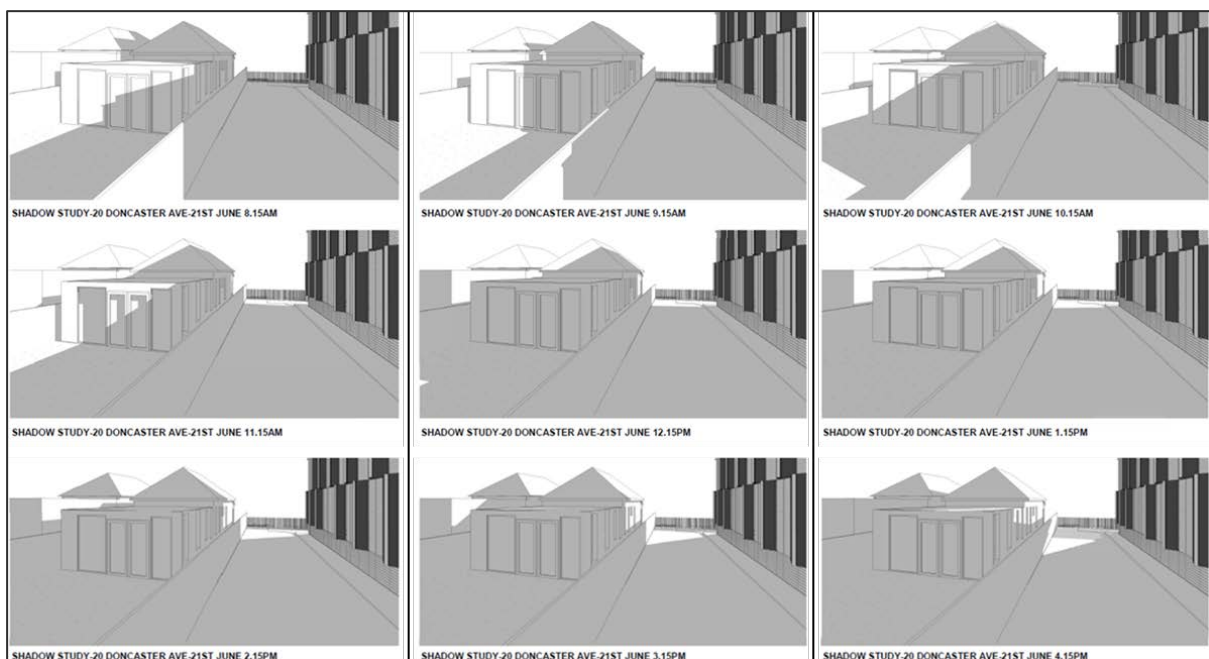 SHADOW STUDY-20 DONCASTER AVE-21ST JUNE 8.15AM
SHADOW STUDY-20 DONCASTER AVE-21ST JUNE 9.15AM
SHADOW STUDY-20 DONCASTER AVE-21ST JUNE 10.15AM
SHADOW STUDY-20 DONCASTER AVE-21ST JUNE 11.15AM
SHADOW STUDY-20 DONCASTER AVE-21ST JUNE 12.15PM
SHADOW STUDY-20 DONCASTER AVE-21ST JUNE 1.15PM
SHADOW STUDY-20 DONCASTER AVE-21ST JUNE 2.15PM
SHADOW STUDY-20 DONCASTER AVE-21ST JUNE 3.15PM
SHADOW STUDY-20 DONCASTER AVE-21ST JUNE 4.15PM